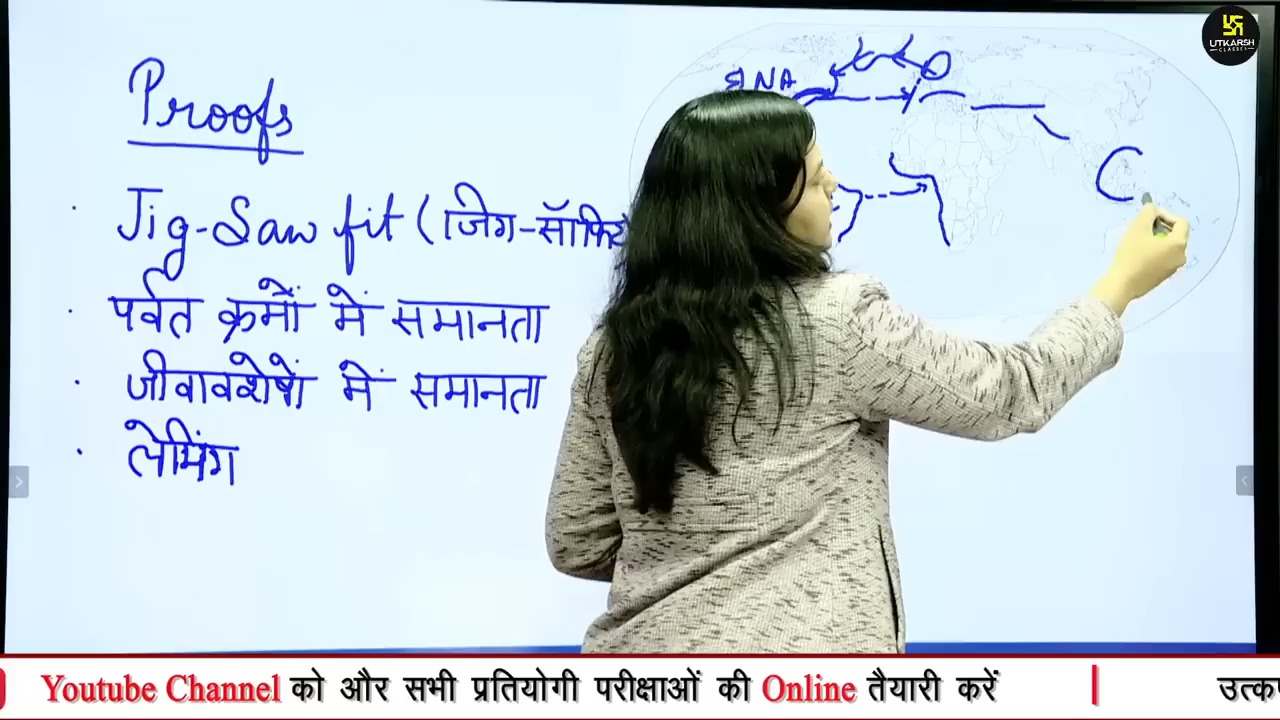 Proofs
UTKARSH
CLASSES
NA
· Jig-Saw fit (जिग-सॉफिट
· पर्वत क्रमों में समानता
· जीवावशेषों में समानता
· लेमिंग
Youtube Channel को और सभी प्रतियोगी परीक्षाओं की Online तैयारी करें